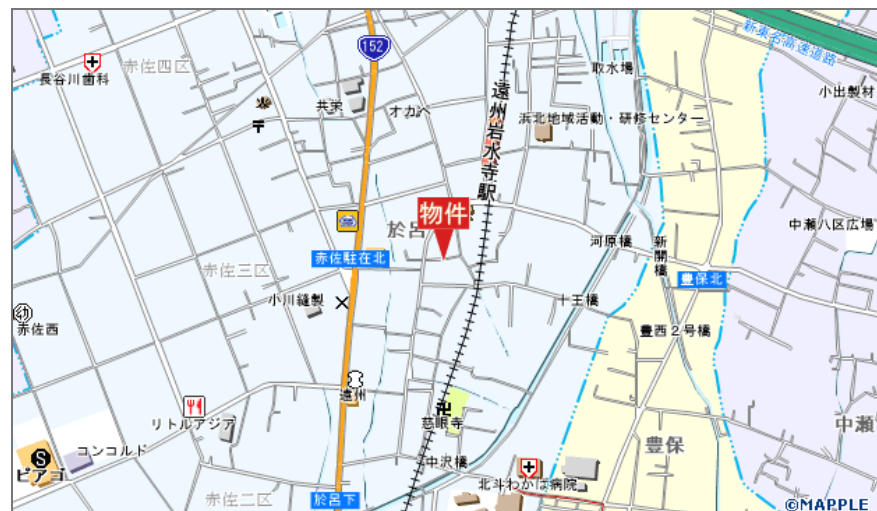 152
新東名高速道路
赤佐四区
長谷川歯科
取水場
小出製材
共栄
オカベ
遠州岩水寺駅
浜北地域活動・研修センター
物件
於呂
中瀬八区広場
河原橋
新開橋
赤佐駐在北
赤佐三区
豊保北
小川縫製
十王橋
幼
赤佐西
豊西2号橋
遠州
リトルアジア
慈眼寺
中瀬
豊保
コンコルド
S
ピアゴ
中沢橋
北斗わかば病院
赤佐二区
於呂下
©MAPPLE